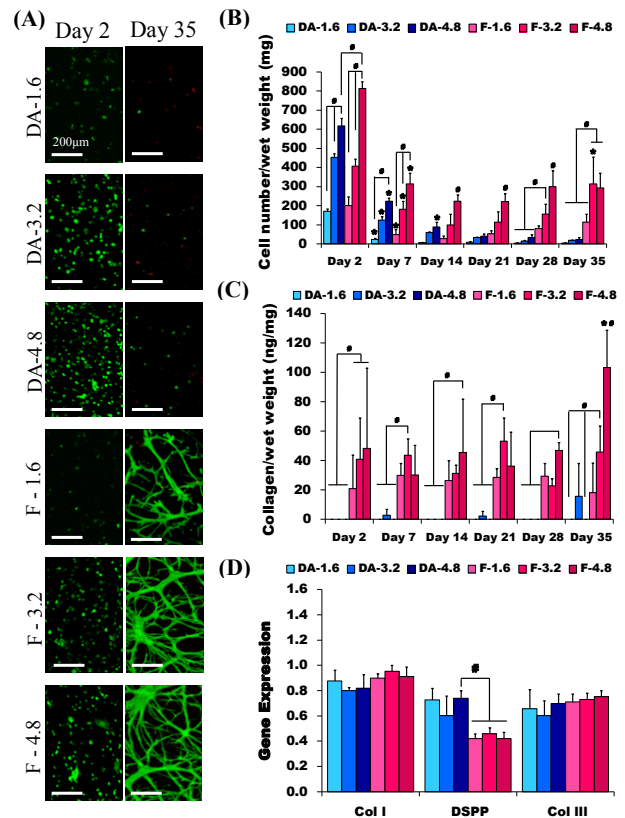 (A)
Day 2 Day 35
DA-1.6
200μm
DA-3.2
DA-4.8
F - 1.6
F - 3.2
F - 4.8
(B)
DA-1.6 DA-3.2 DA-4.8 F-1.6 F-3.2 F-4.8
Cell number/wet weight (mg)
900
800
700
600
500
400
300
200
100
0
# # # # # # # # # #
* * * * * * * *
Day 2 Day 7 Day 14 Day 21 Day 28 Day 35
(C)
DA-1.6 DA-3.2 DA-4.8 F-1.6 F-3.2 F-4.8
Collagen/wet weight (ng/mg)
140
120
100
80
60
40
20
0
# # # # # # *#
Day 2 Day 7 Day 14 Day 21 Day 28 Day 35
(D)
DA-1.6 DA-3.2 DA-4.8 F-1.6 F-3.2 F-4.8
Gene Expression
1.6
1.4
1.2
1.0
0.8
0.6
0.4
0.2
0.0
#
Col I DSPP Col III